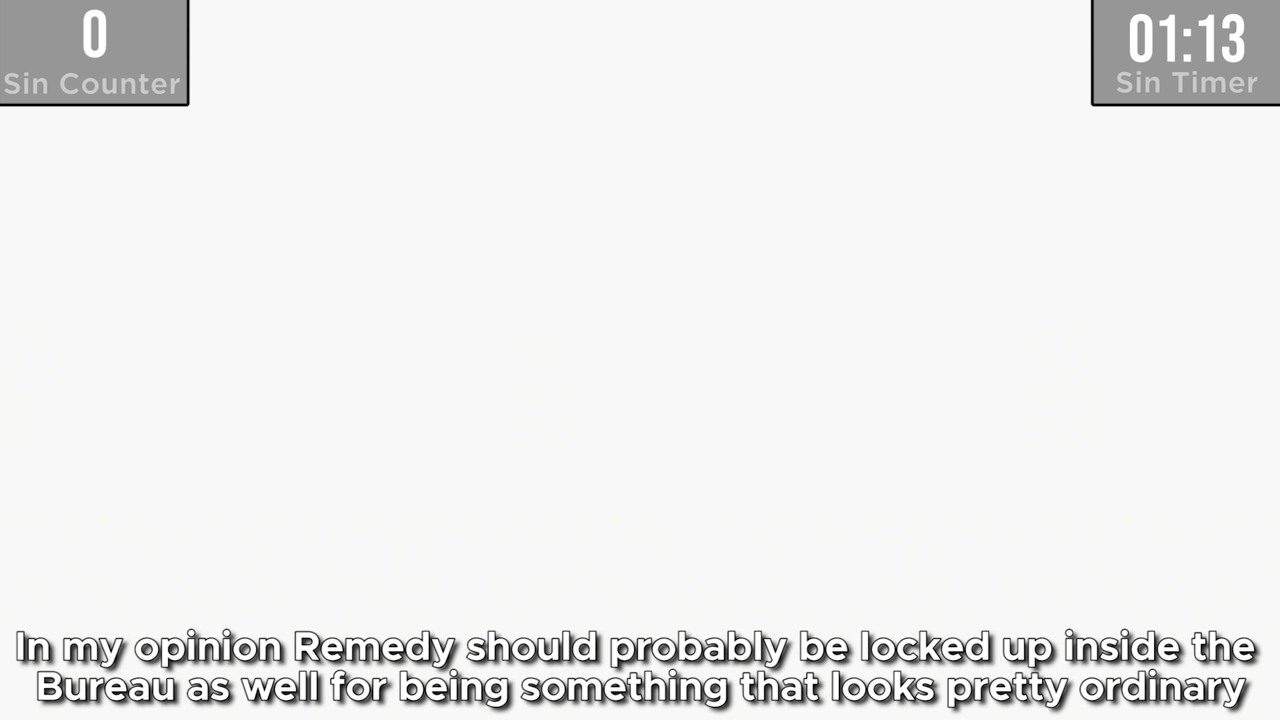 0
Sin Counter
01:13
Sin Timer
In my opinion Remedy should probably be locked up inside the
Bureau as well for being something that looks pretty ordinary